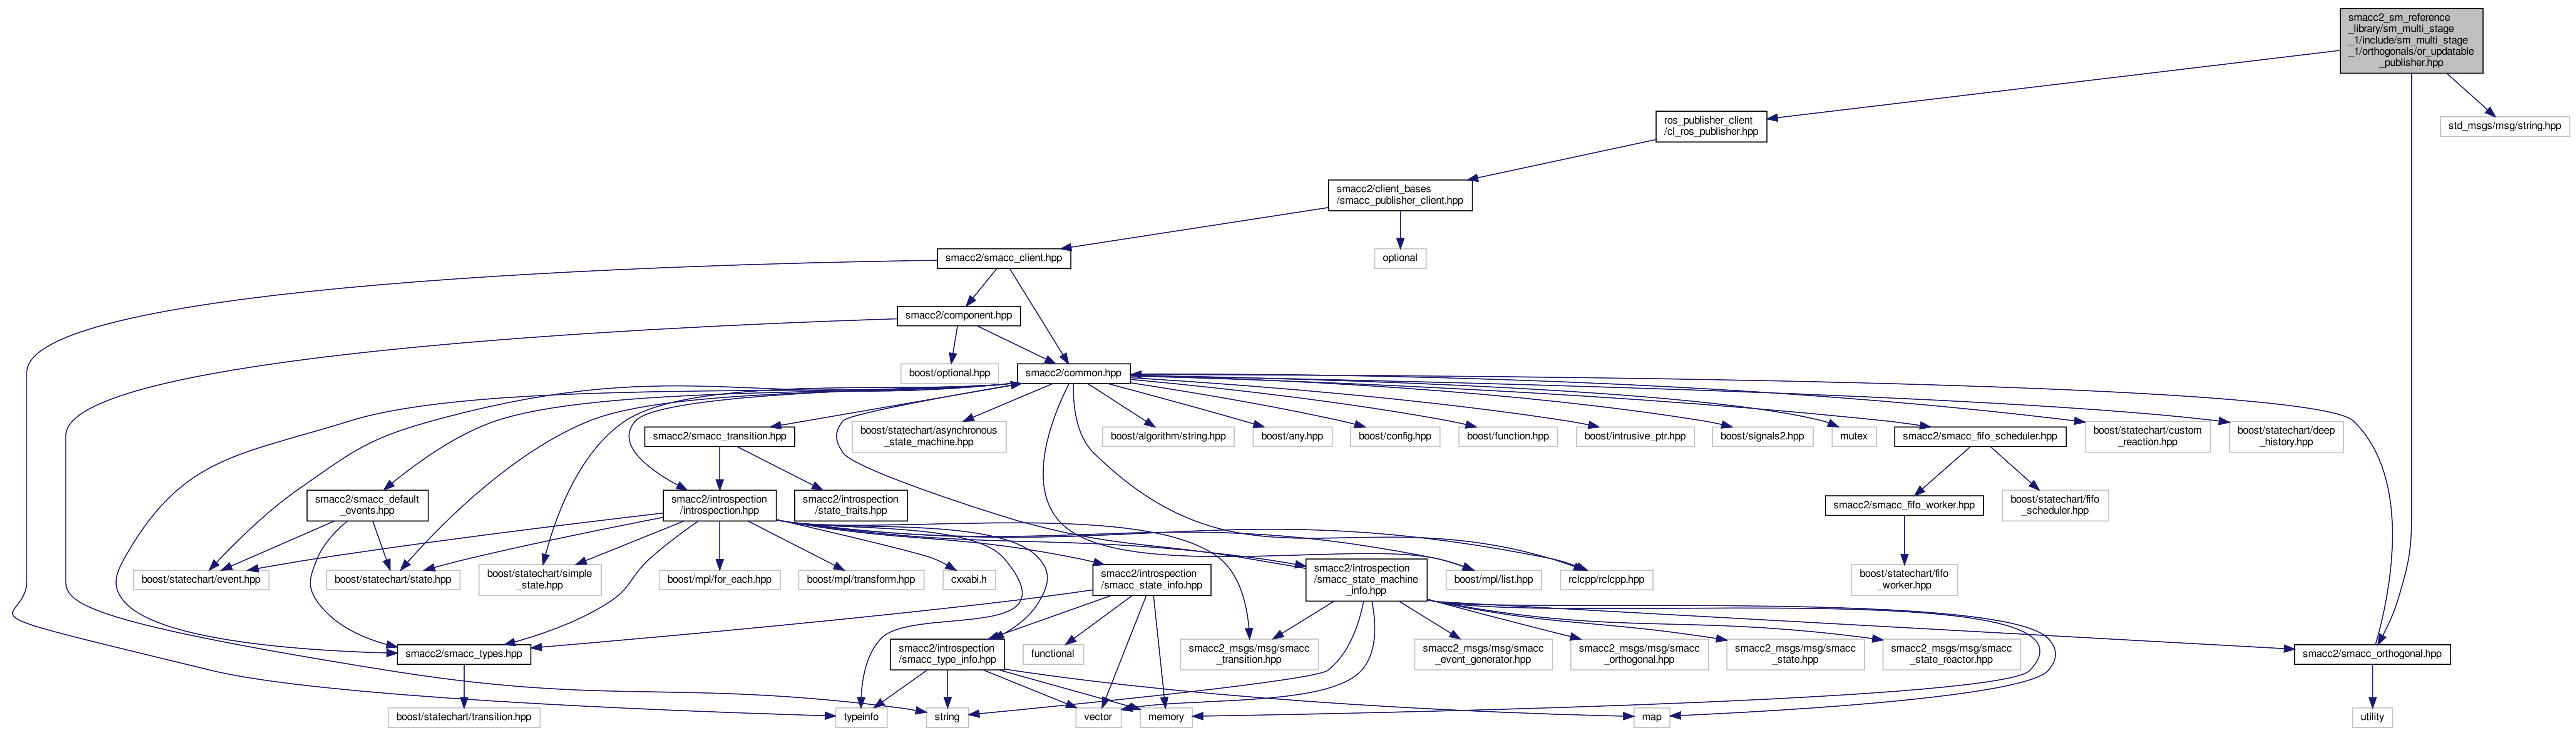 smacc2_sm_reference
_library/sm_multi_stage
_1/include/sm_multi_stage
_1/orthogonals/or_updatable
_publisher.hpp
ros_publisher_client
/cl_ros_publisher.hpp
std_msgs/msg/string.hpp
smacc2/client_bases
/smacc_publisher_client.hpp
smacc2/smacc_client.hpp
optional
smacc2/component.hpp
boost/optional.hpp
smacc2/common.hpp
smacc2/smacc_transition.hpp
boost/statechart/asynchronous
_state_machine.hpp
boost/algorithm/string.hpp
boost/any.hpp
boost/config.hpp
boost/function.hpp
boost/intrusive_ptr.hpp
boost/signals2.hpp
mutex
smacc2/smacc_fifo_scheduler.hpp
boost/statechart/custom
_reaction.hpp
boost/statechart/deep
_history.hpp
smacc2/smacc_default
_events.hpp
smacc2/introspection
/introspection.hpp
smacc2/introspection
/state_traits.hpp
smacc2/smacc_fifo_worker.hpp
boost/statechart/fifo
_scheduler.hpp
boost/statechart/event.hpp
boost/statechart/state.hpp
boost/statechart/simple
_state.hpp
boost/mpl/for_each.hpp
boost/mpl/transform.hpp
cxxabi.h
smacc2/introspection
/smacc_state_info.hpp
smacc2/introspection
/smacc_state_machine
_info.hpp
boost/mpl/list.hpp
rclcpp/rclcpp.hpp
boost/statechart/fifo
_worker.hpp
smacc2/smacc_types.hpp
smacc2/introspection
/smacc_type_info.hpp
functional
smacc2_msgs/msg/smacc
_transition.hpp
smacc2_msgs/msg/smacc
_event_generator.hpp
smacc2_msgs/msg/smacc
_orthogonal.hpp
smacc2_msgs/msg/smacc
_state.hpp
smacc2_msgs/msg/smacc
_state_reactor.hpp
smacc2/smacc_orthogonal.hpp
boost/statechart/transition.hpp
typeinfo
string
vector
memory
map
utility